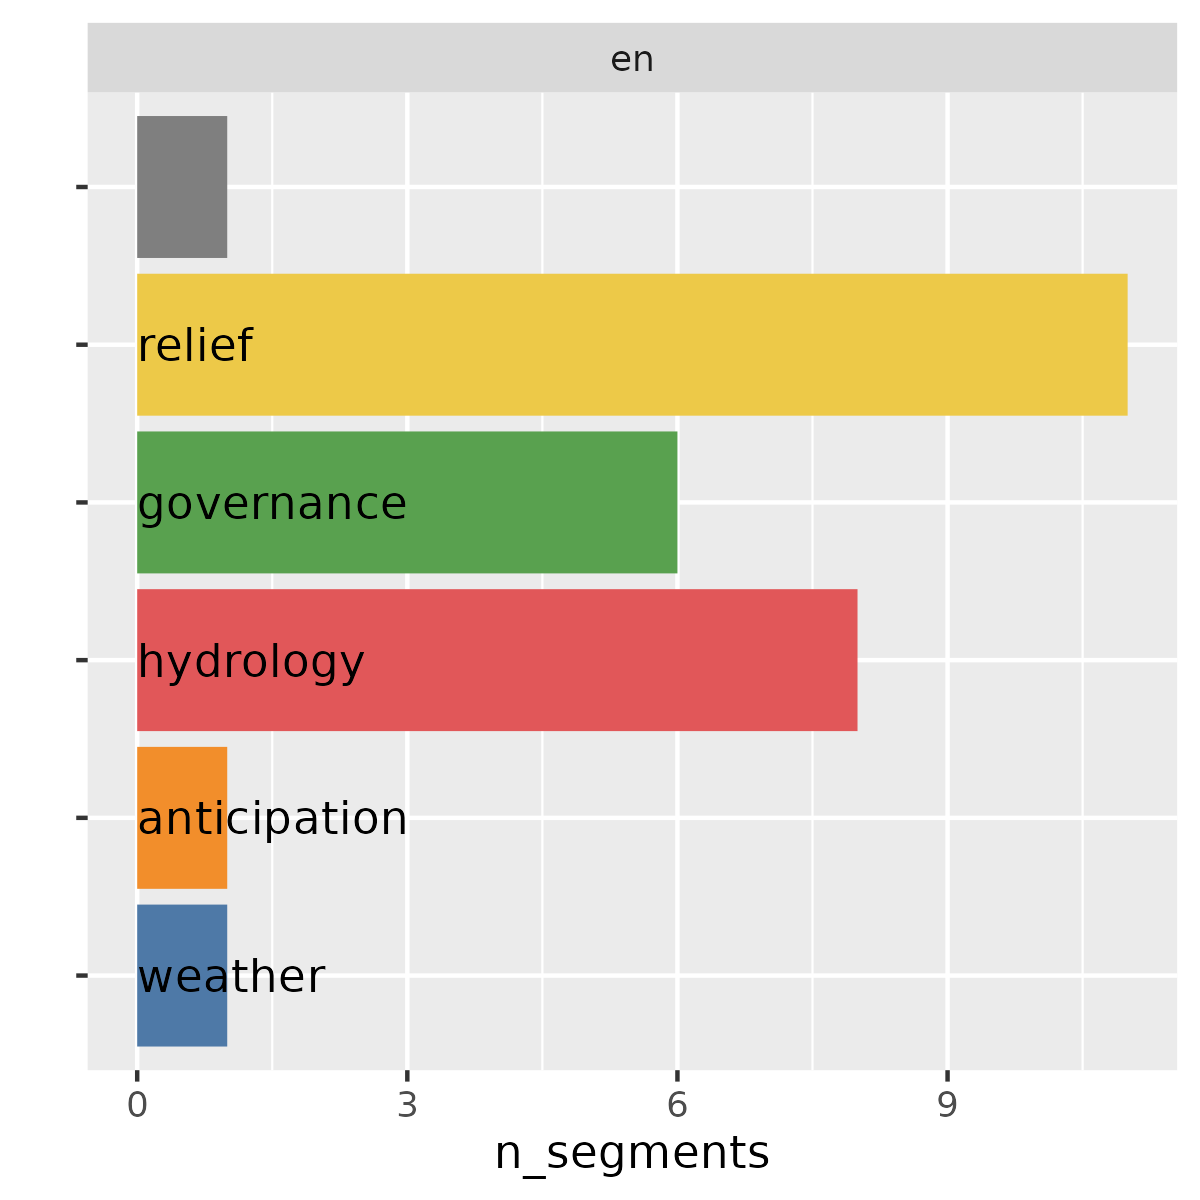 en
relief
governance
hydrology
anticipation
weather
0 3 6 9
n_segments